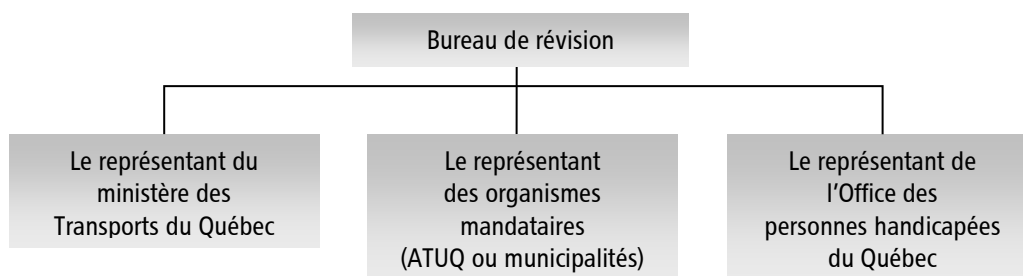 Bureau de révision
Le représentant du
ministère des
Transports du Québec
Le représentant
des organismes
mandataires
(ATUQ ou municipalités)
Le représentant de
l'Office des
personnes handicapées
du Québec